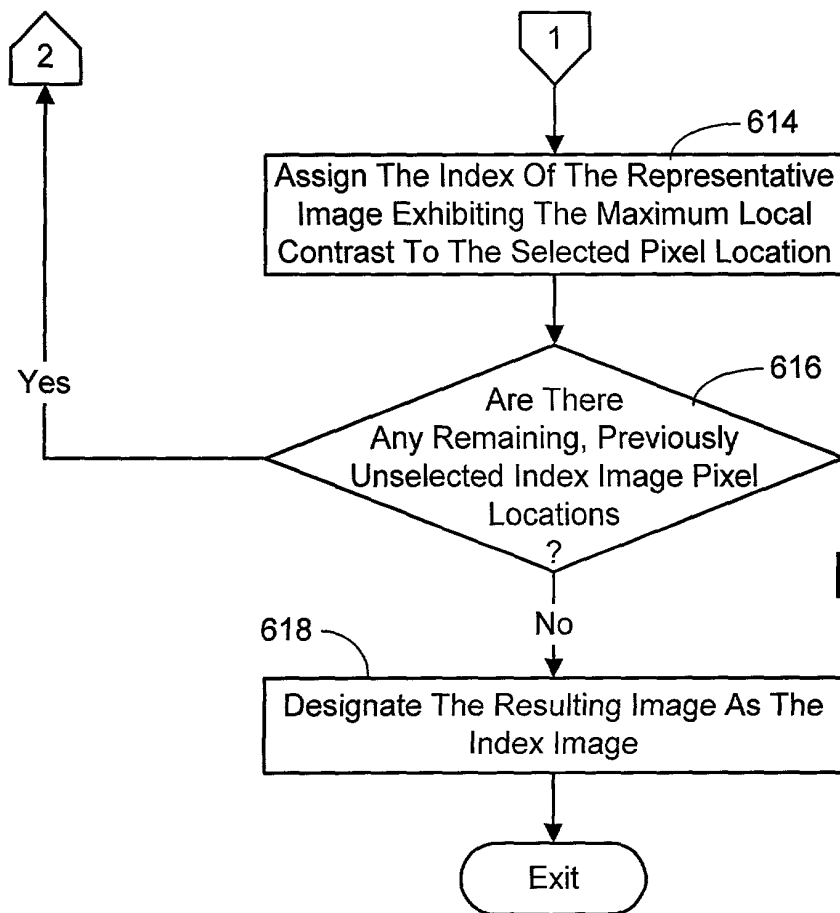 2
1
614
Assign The Index Of The Representative
Image Exhibiting The Maximum Local
Contrast To The Selected Pixel Location
616
Yes
Are There
Any Remaining, Previously
Unselected Index Image Pixel
Locations
?
No
618
Designate The Resulting Image As The
Index Image
Exit